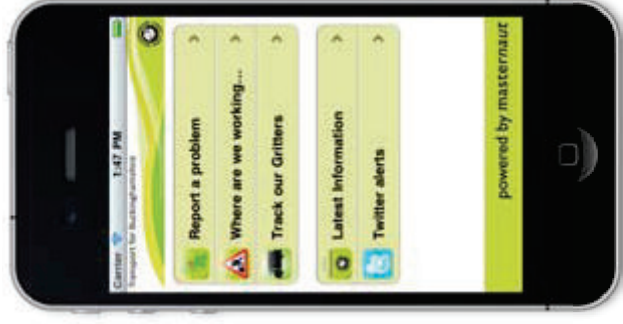 Carrier 1:47 PM
Transport for Buckinghamshire
Report a problem
Where are we working...
Track our Gritters
Latest Information
Twitter alerts
powered by masternaut